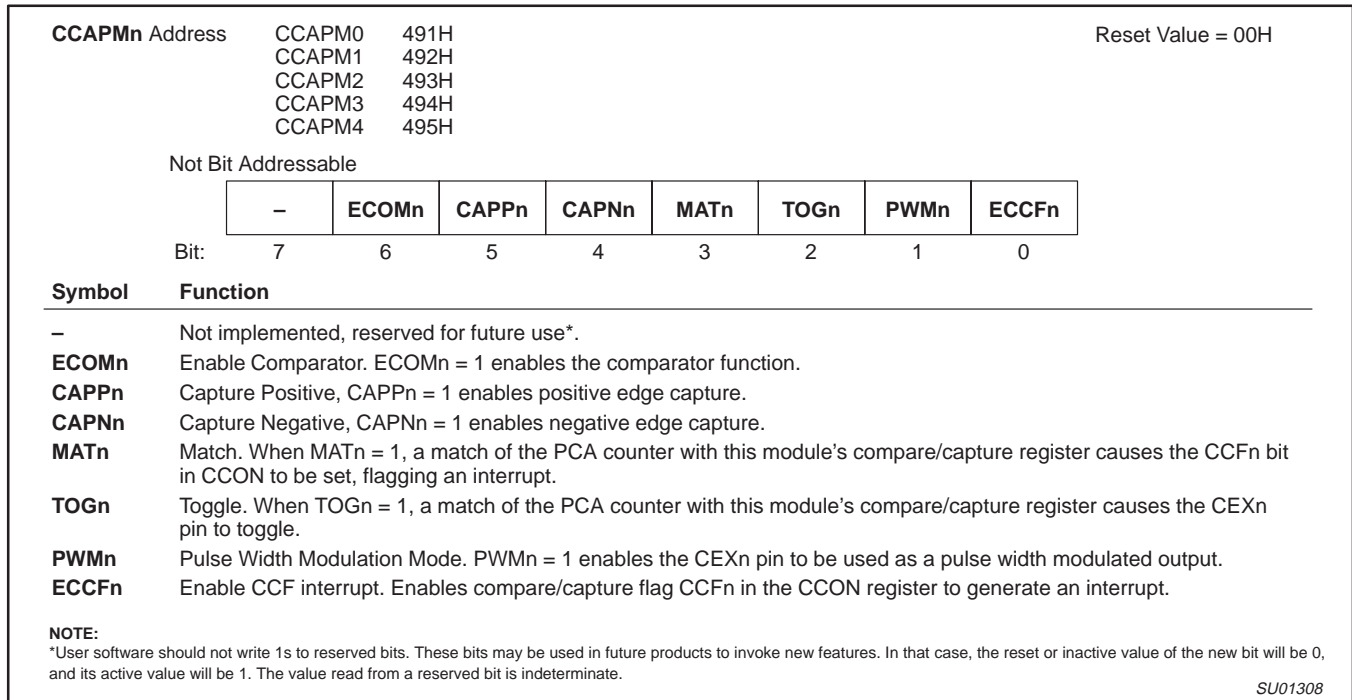 CCAPMn Address CCAPM0 491H Reset Value = 00H
CCAPM1 492H
CCAPM2 493H
CCAPM3 494H
CCAPM4 495H
Not Bit Addressable
– ECOMn CAPPn CAPNn MATn TOGn PWMn ECCFn
Bit: 7 6 5 4 3 2 1 0
Symbol Function
– Not implemented, reserved for future use*.
ECOMn Enable Comparator. ECOMn = 1 enables the comparator function.
CAPPn Capture Positive, CAPPn = 1 enables positive edge capture.
CAPNn Capture Negative, CAPNn = 1 enables negative edge capture.
MATn Match. When MATn = 1, a match of the PCA counter with this module’s compare/capture register causes the CCFn bit
in CCON to be set, flagging an interrupt.
TOGn Toggle. When TOGn = 1, a match of the PCA counter with this module’s compare/capture register causes the CEXn
pin to toggle.
PWMn Pulse Width Modulation Mode. PWMn = 1 enables the CEXn pin to be used as a pulse width modulated output.
ECCFn Enable CCF interrupt. Enables compare/capture flag CCFn in the CCON register to generate an interrupt.
NOTE:
*User software should not write 1s to reserved bits. These bits may be used in future products to invoke new features. In that case, the reset or inactive value of the new bit will be 0,
and its active value will be 1. The value read from a reserved bit is indeterminate.
SU01308